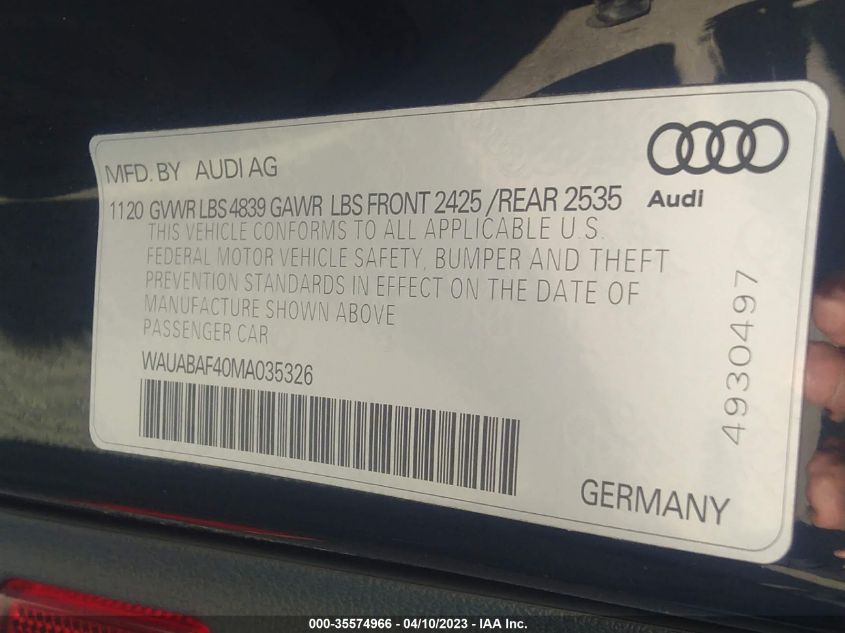 MFD. BY AUDI AG
Audi
1120 GVWR LBS 4839 GAWR LBS FRONT 2425 /REAR 2535
THIS VEHICLE CONFORMS TO ALL APPLICABLE U.S.
FEDERAL MOTOR VEHICLE SAFETY, BUMPER AND THEFT
PREVENTION STANDARDS IN EFFECT ON THE DATE OF
MANUFACTURE SHOWN ABOVE
PASSENGER CAR
WAUABAF40MA035326
4930497
GERMANY
000-35574966 - 04/10/2023 - IAA Inc.